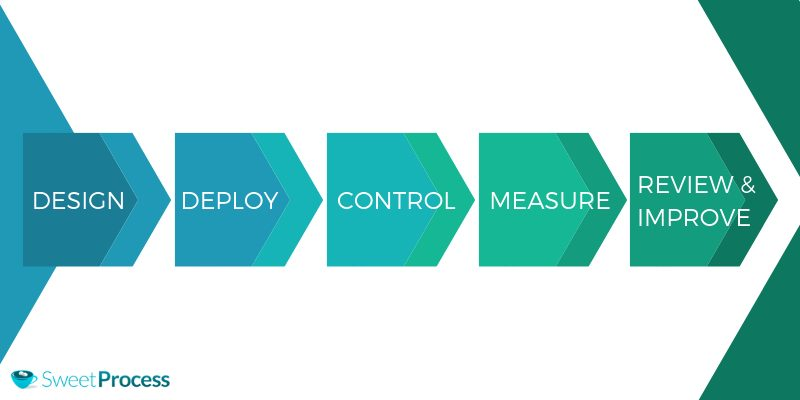 DESIGN
DEPLOY
CONTROL
MEASURE
REVIEW &
IMPROVE
SweetProcess